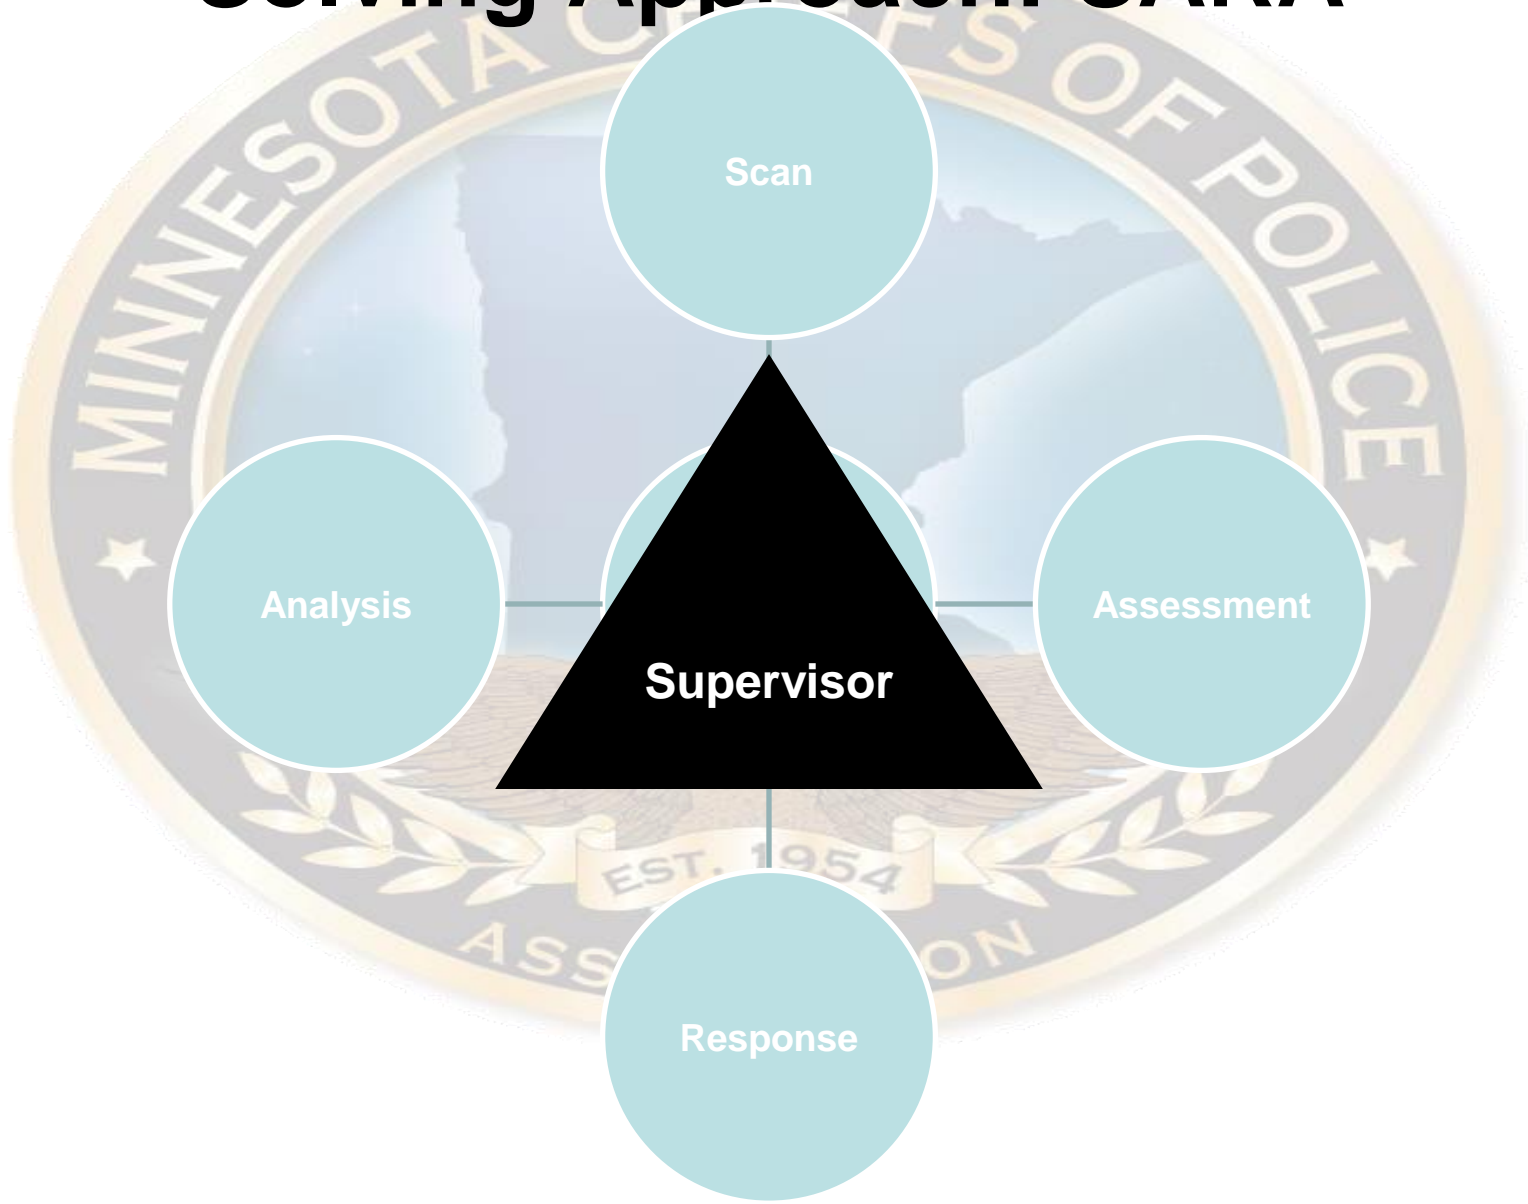 Solving Approach: SARA
MINNESOTA CHIEFS OF POLICE
Scan
Analysis
Assessment
Supervisor
EST. 1954
Response